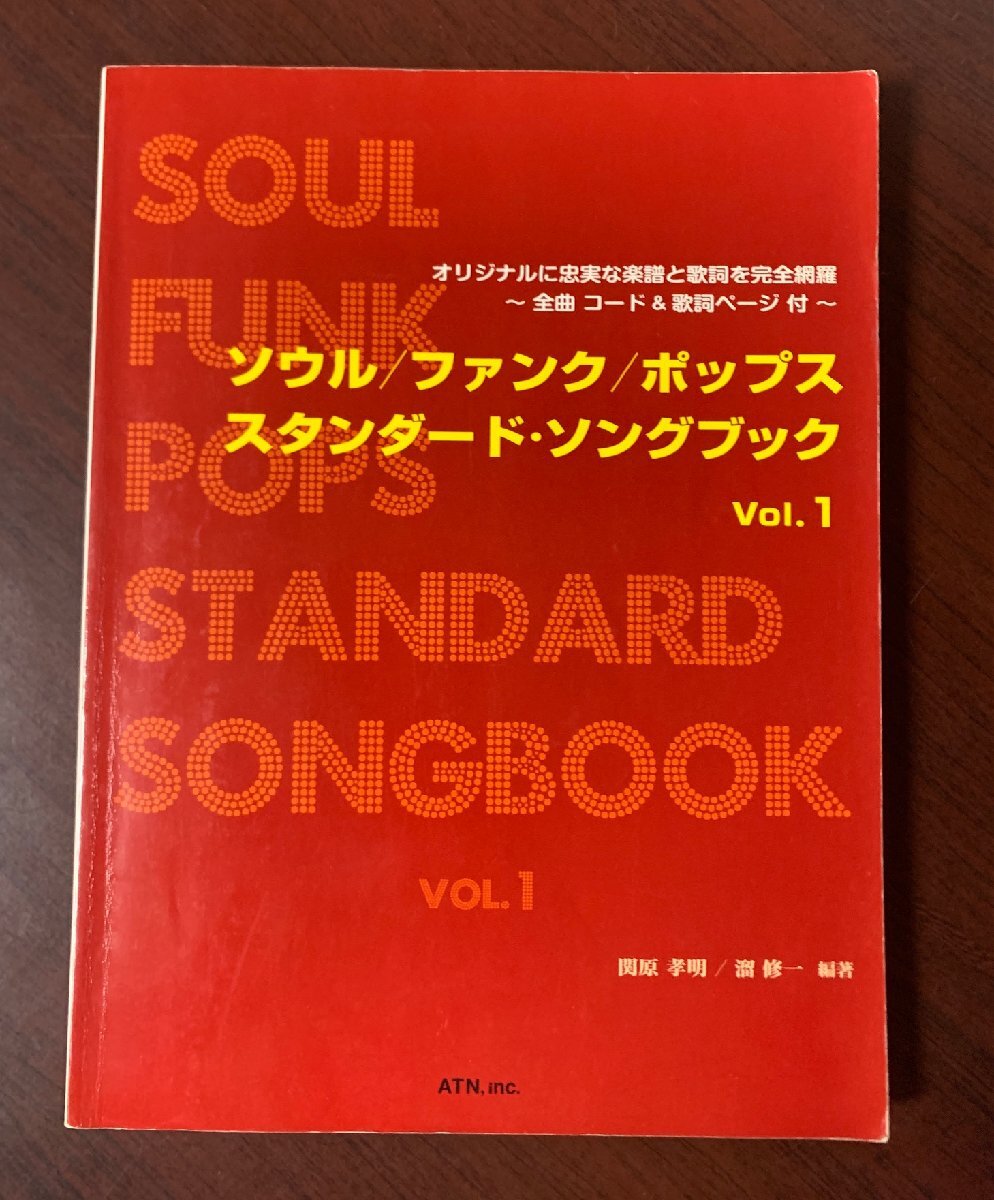 SOUL
FUNK
POPS
STANDARD
SONGBOOK
VOL.1
オリジナルに忠実な楽譜と歌詞を完全網羅
～ 全曲 コード & 歌詞ページ 付 ～
ソウル/ファンク/ポップス
スタンダード・ソングブック
Vol. 1
関原 孝明 / 溜 修一 編著
ATN, inc.